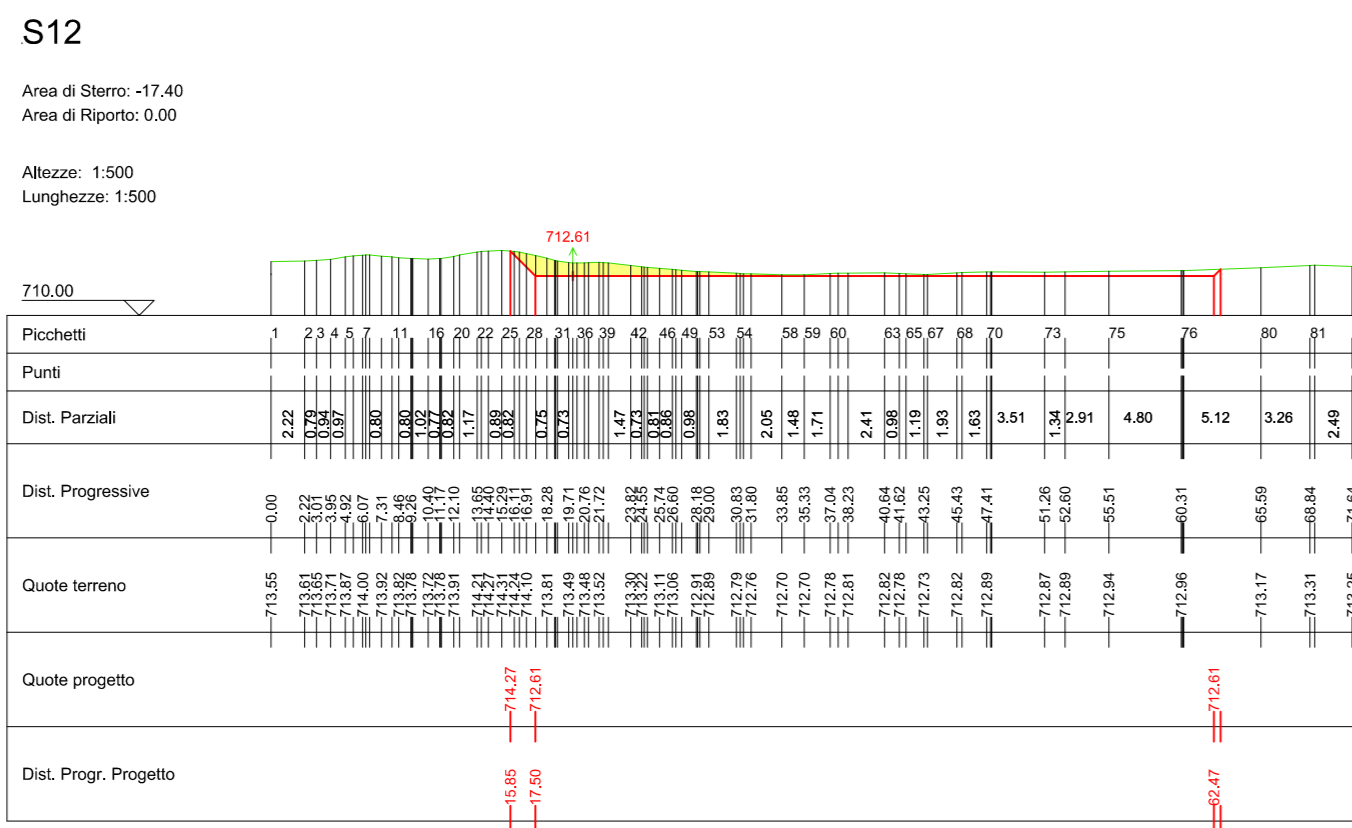 S12
Area di Sterro: -17.40
Area di Riporto: 0.00
Altezze: 1:500
Lunghezze: 1:500
712.61
710.00
Picchetti 1 2 3 4 5 7 11 16 20 22 25 28 31 36 39 42 46 49 53 54 58 59 60 63 65 67 68 70 73 75 76 80 81
Punti
Dist. Parziali 2.22 0.79 0.94 0.97 0.80 0.80 1.02 0.77 0.82 1.17 0.89 0.82 0.75 0.73 1.47 0.73 0.81 0.86 0.98 1.83 2.05 1.48 1.71 2.41 0.98 1.19 1.93 1.63 3.51 1.34 2.91 4.80 5.12 3.26 2.49
Dist. Progressive 0.00 2.22 3.01 3.95 4.92 6.07 7.31 8.46 9.26 10.40 11.17 12.10 13.65 14.40 15.29 16.11 16.91 18.28 19.71 20.76 21.72 23.82 24.55 25.74 26.60 28.18 29.00 30.83 31.80 33.85 35.33 37.04 38.23 40.64 41.62 43.25 45.43 47.41 51.26 52.60 55.51 60.31 65.59 68.84 71.64
Quote terreno 713.55 713.61 713.65 713.71 713.87 714.00 713.92 713.82 713.78 713.72 713.78 713.91 714.21 714.27 714.31 714.24 714.10 713.81 713.49 713.48 713.52 713.30 713.22 713.11 713.06 712.91 712.89 712.79 712.76 712.70 712.70 712.78 712.81 712.82 712.78 712.73 712.82 712.89 712.87 712.89 712.94 712.96 713.17 713.31
Quote progetto 714.27 712.61 712.61
Dist. Progr. Progetto 15.85 17.50 62.47